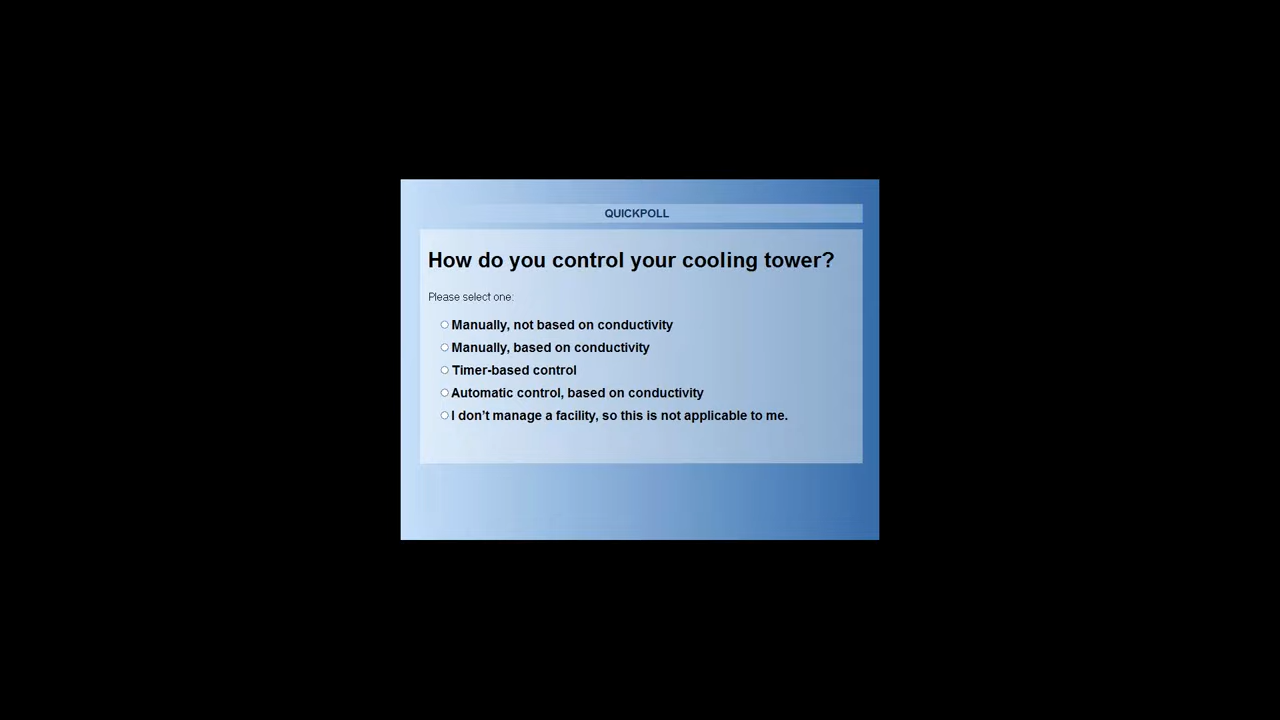 QUICKPOLL
How do you control your cooling tower?
Please select one:
Manually, not based on conductivity
Manually, based on conductivity
Timer-based control
Automatic control, based on conductivity
I don’t manage a facility, so this is not applicable to me.